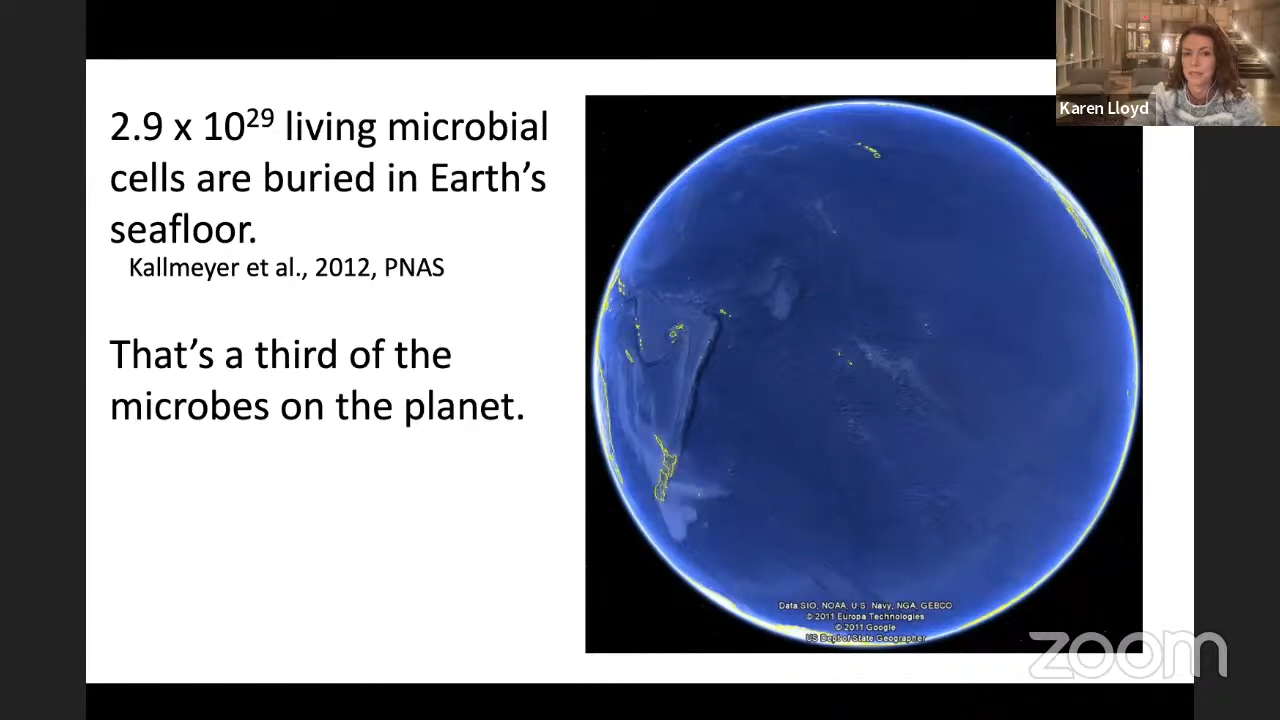 2.9 x 10²⁹ living microbial
cells are buried in Earth's
seafloor.
Kallmeyer et al., 2012, PNAS
That's a third of the
microbes on the planet.
Karen Lloyd
Data SIO, NOAA, U.S. Navy, NGA, GEBCO
© 2011 Europa Technologies
© 2011 Google
US Dept of State Geographer
zoom